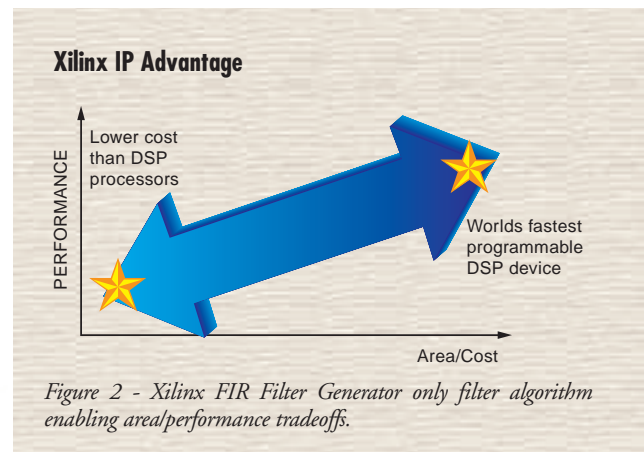 Xilinx IP Advantage
PERFORMANCE
Lower cost
than DSP
processors
Worlds fastest
programmable
DSP device
Area/Cost
Figure 2 - Xilinx FIR Filter Generator only filter algorithm
enabling area/performance tradeoffs.